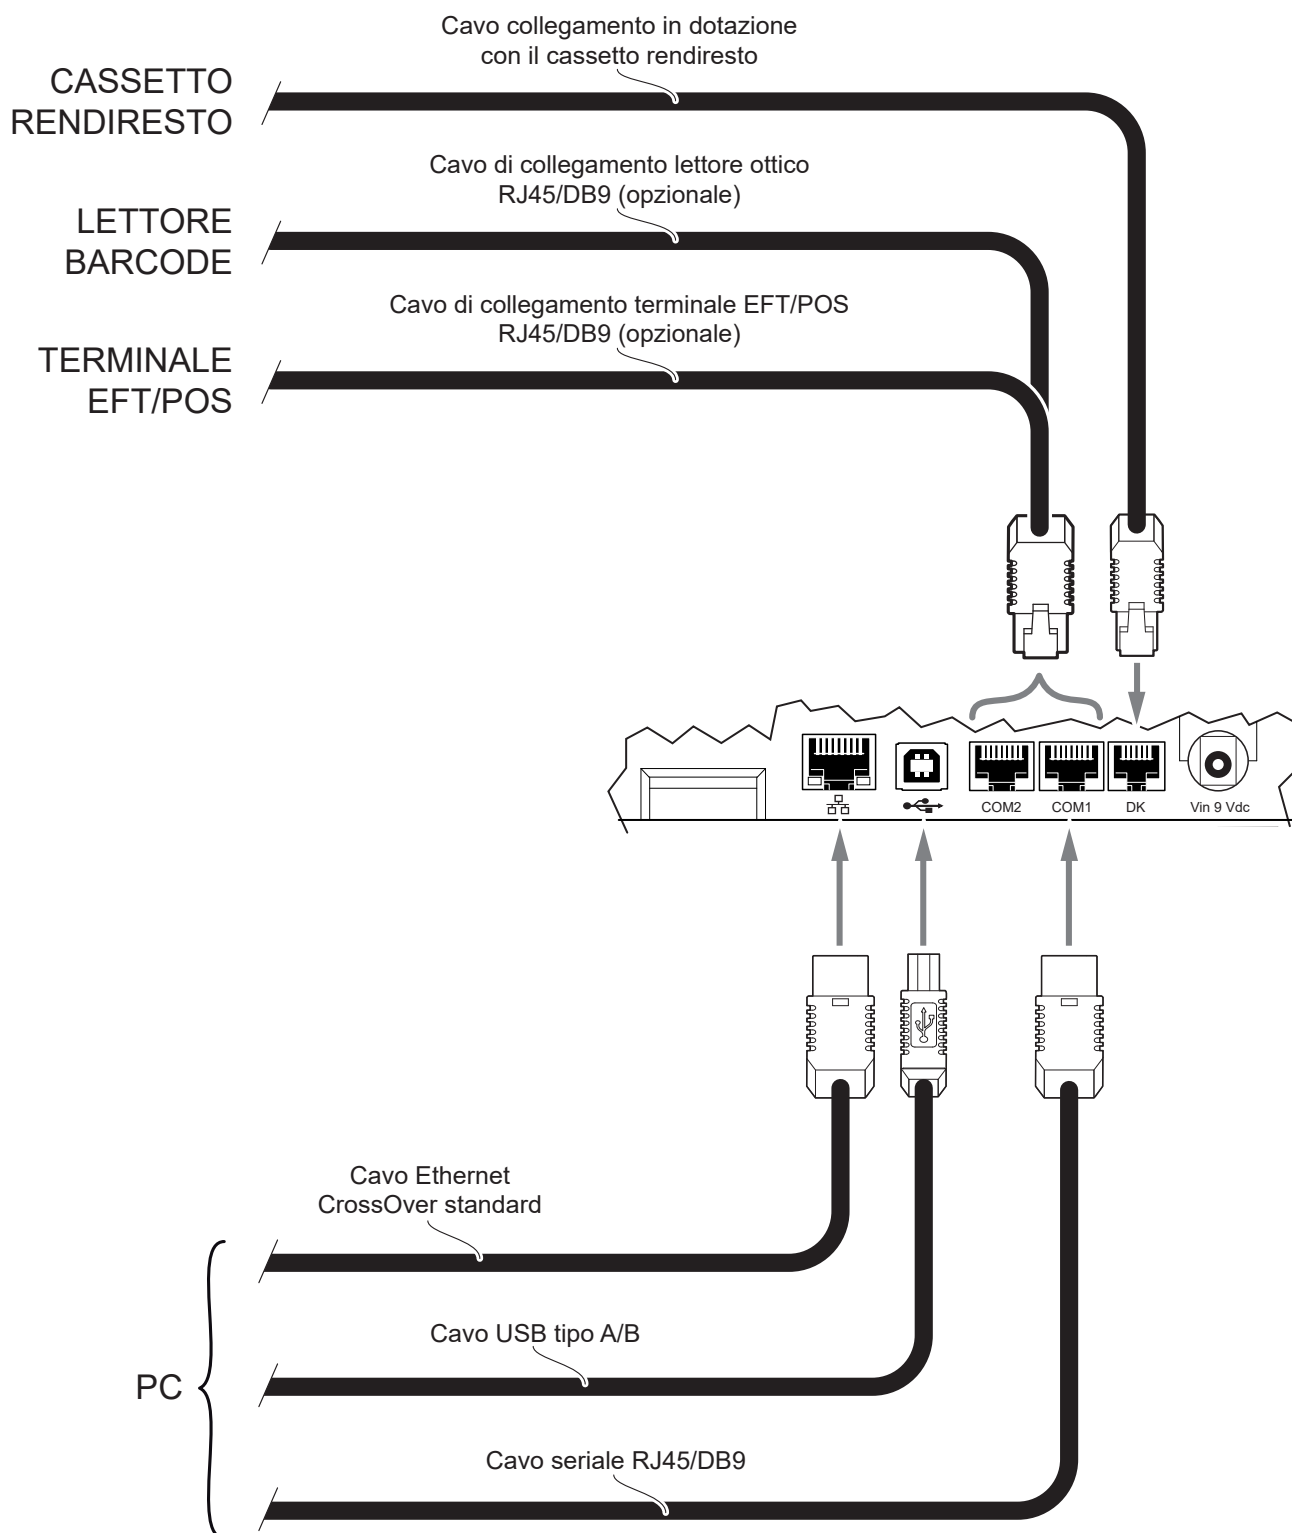 Cavo collegamento in dotazione
con il cassetto rendiresto
CASSETTO
RENDIRESTO
Cavo di collegamento lettore ottico
RJ45/DB9 (opzionale)
LETTORE
BARCODE
Cavo di collegamento terminale EFT/POS
RJ45/DB9 (opzionale)
TERMINALE
EFT/POS
COM2
COM1
DK
Vin 9 Vdc
Cavo Ethernet
CrossOver standard
Cavo USB tipo A/B
PC
Cavo seriale RJ45/DB9